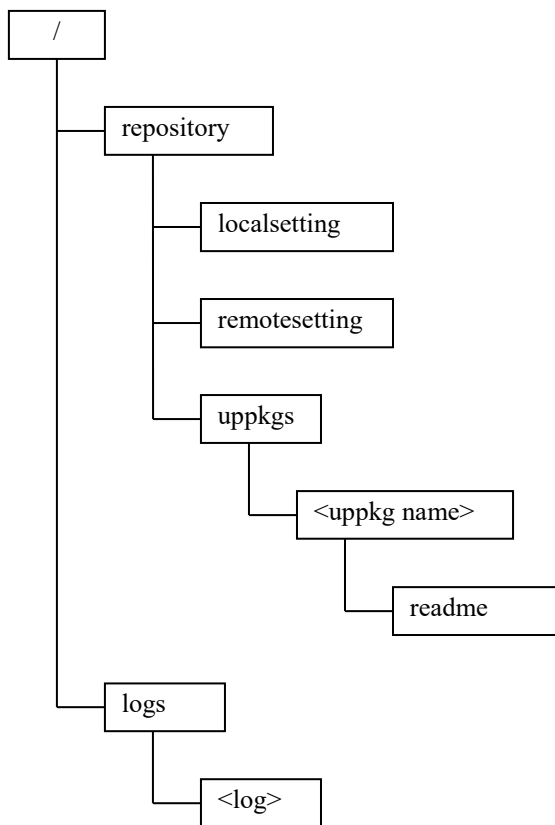 /
repository
localsetting
remotesetting
uppkgs
<uppkg name>
readme
logs
<log>